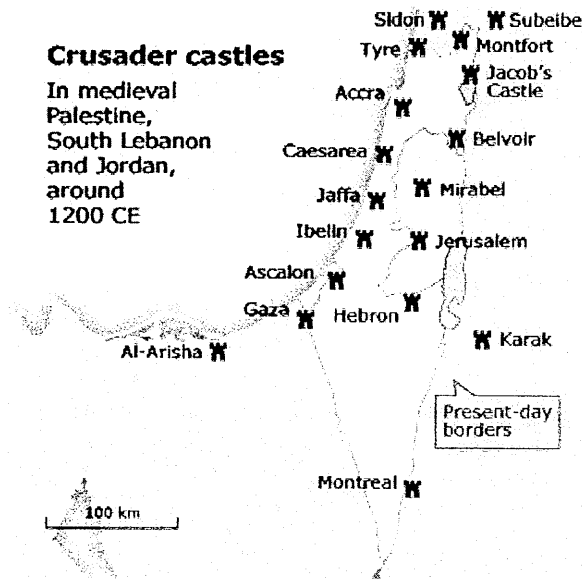 Crusader castles
In medieval
Palestine,
South Lebanon
and Jordan,
around
1200 CE
Sidon
Subeibe
Tyre
Montfort
Jacob's
Castle
Accra
Belvoir
Caesarea
Mirabel
Jaffa
Ibelin
Jerusalem
Ascalon
Gaza
Hebron
Al-Arisha
Karak
Present-day
borders
Montreal
100 km